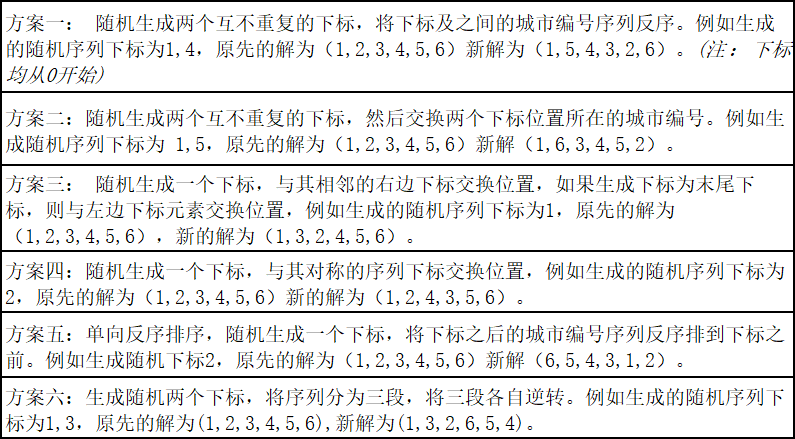 方案一： 随机生成两个互不重复的下标，将下标及之间的城市编号序列反序。例如生成
的随机序列下标为1,4，原先的解为（1,2,3,4,5,6）新解为（1,5,4,3,2,6）。(注： 下标
均从0开始)
方案二：随机生成两个互不重复的下标，然后交换两个下标位置所在的城市编号。例如生
成随机序列下标为 1,5，原先的解为（1,2,3,4,5,6）新解（1,6,3,4,5,2）。
方案三： 随机生成一个下标，与其相邻的右边下标交换位置，如果生成下标为末尾下
标，则与左边下标元素交换位置，例如生成的随机序列下标为1，原先的解为
（1,2,3,4,5,6），新的解为（1,3,2,4,5,6）。
方案四：随机生成一个下标，与其对称的序列下标交换位置，例如生成的随机序列下标为
2，原先的解为（1,2,3,4,5,6）新的解为（1,2,4,3,5,6）。
方案五：单向反序排序，随机生成一个下标，将下标之后的城市编号序列反序排到下标之
前。例如生成随机下标2，原先的解为（1,2,3,4,5,6）新解（6,5,4,3,1,2）。
方案六：生成随机两个下标，将序列分为三段，将三段各自逆转。例如生成的随机序列下
标为1,3，原先的解为(1,2,3,4,5,6),新解为(1,3,2,6,5,4)。